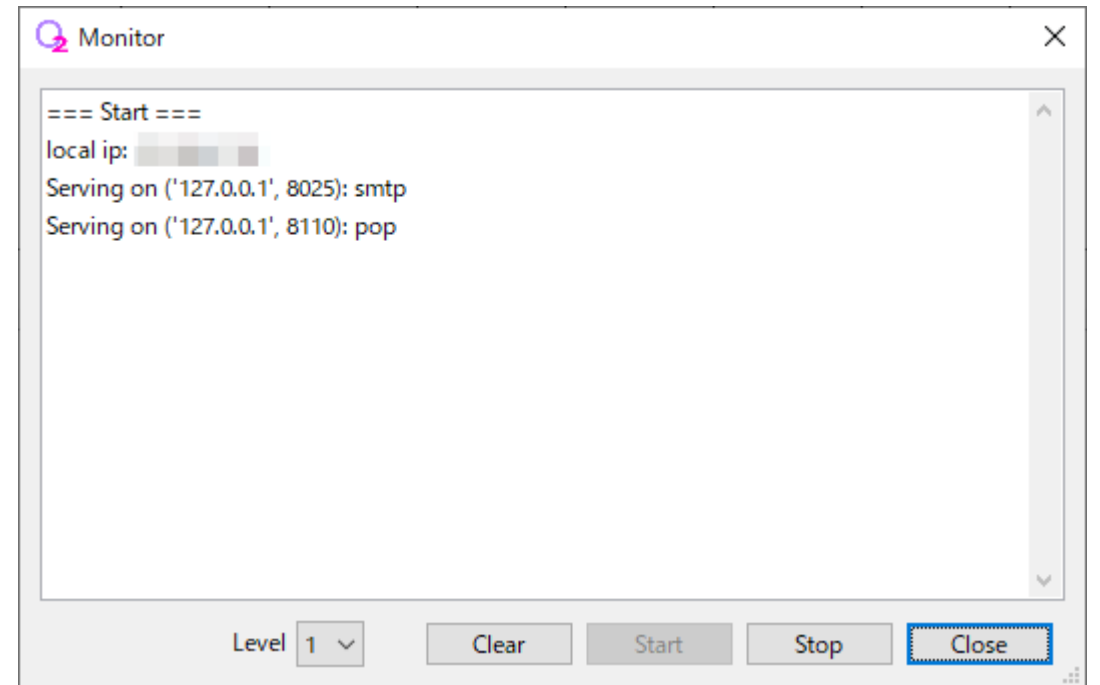 Monitor
=== Start ===
local ip:
Serving on ('127.0.0.1', 8025): smtp
Serving on ('127.0.0.1', 8110): pop
Level 1 Clear Start Stop Close